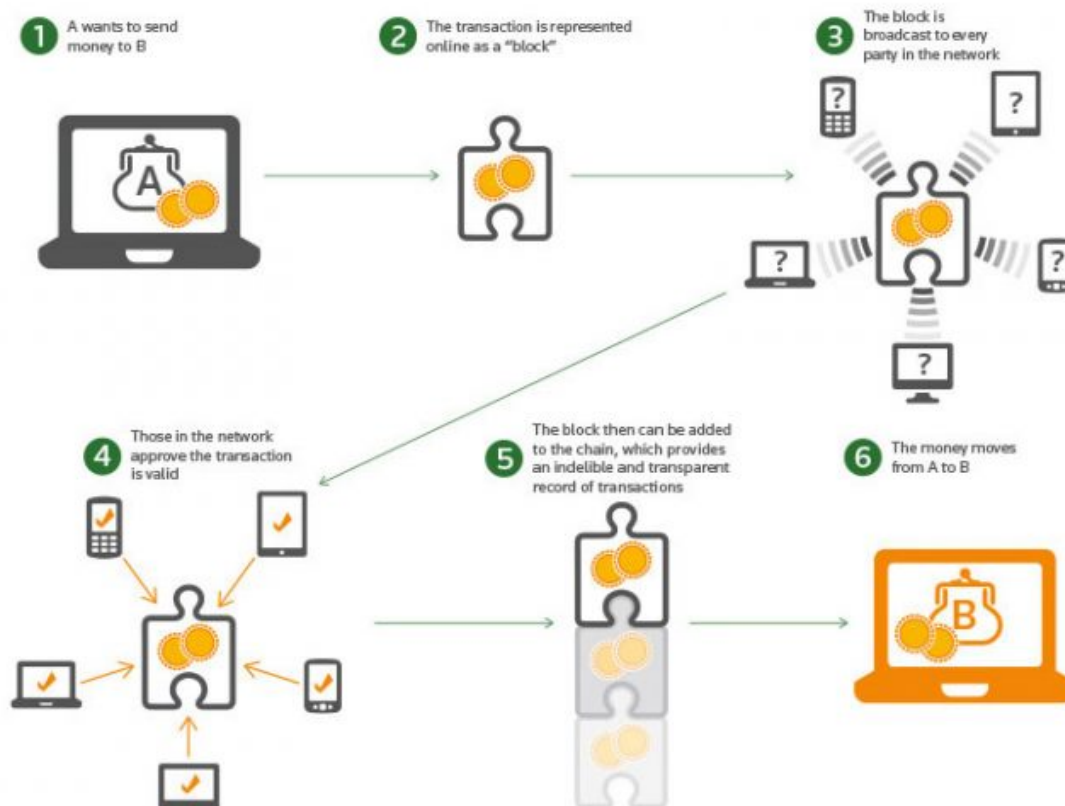 1
A wants to send
money to B
2
The transaction is represented
online as a “block”
3
The block is
broadcast to every
party in the network
A
?
?
?
?
?
4
Those in the network
approve the transaction
is valid
5
The block then can be added
to the chain, which provides
an indelible and transparent
record of transactions
6
The money moves
from A to B
B